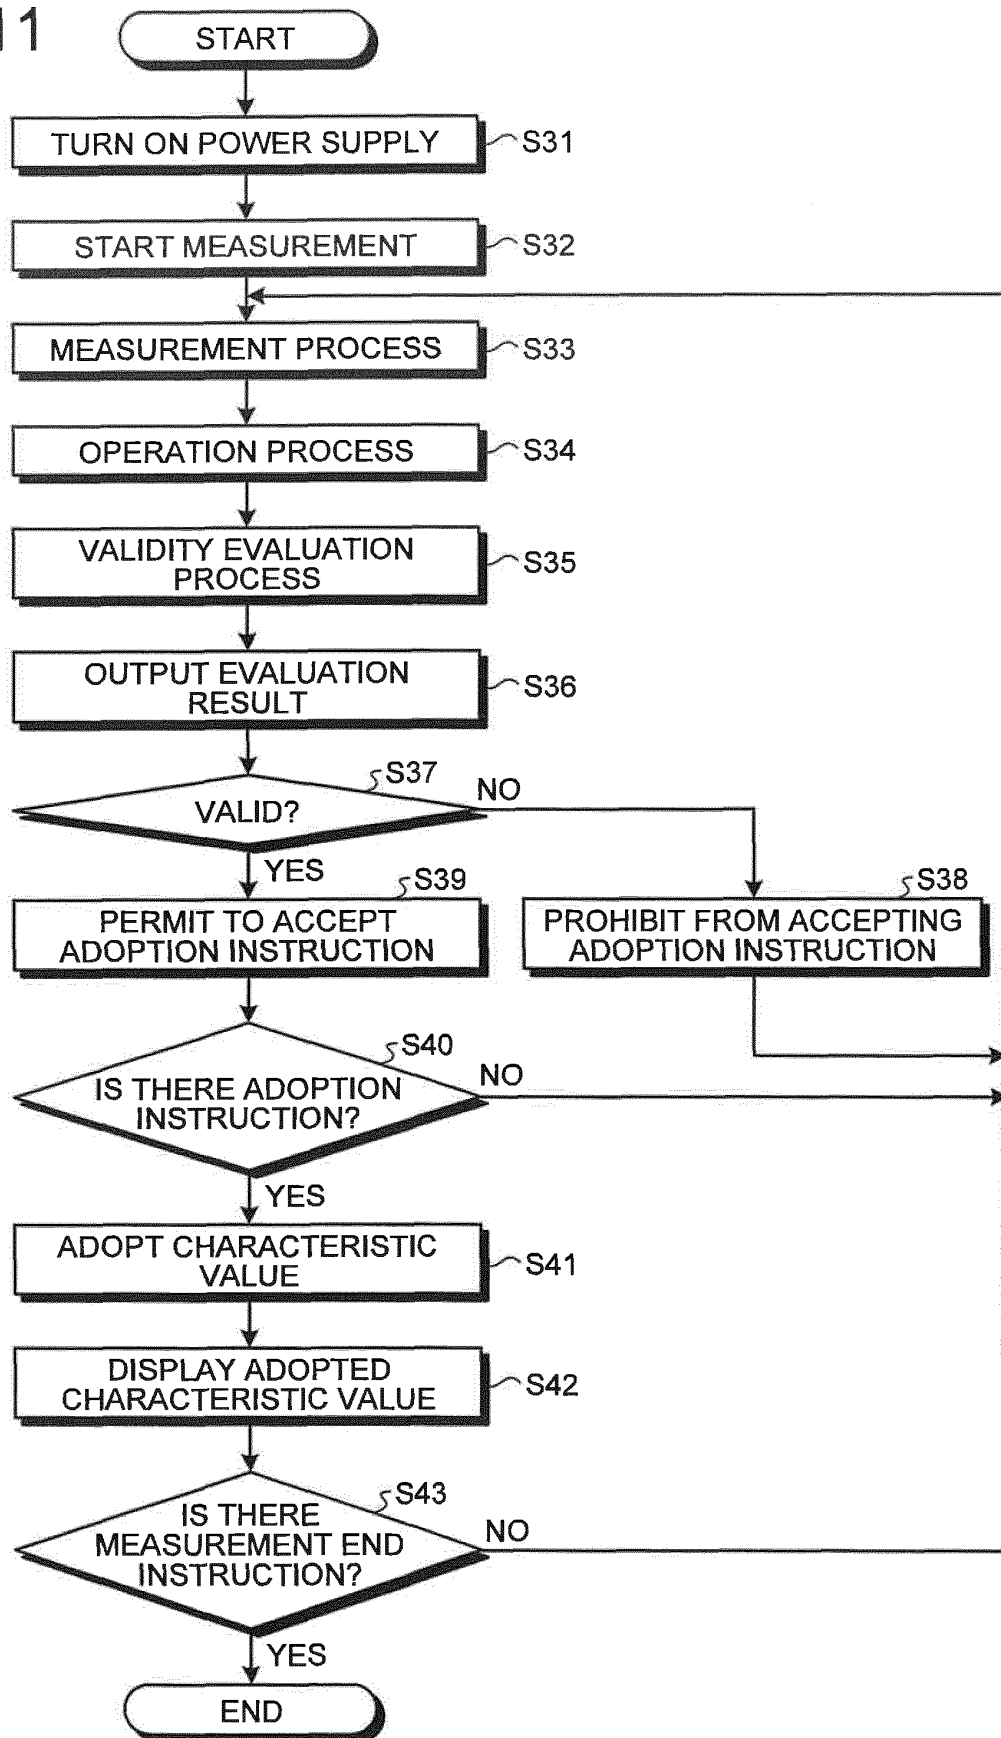 11
START
TURN ON POWER SUPPLY
S31
START MEASUREMENT
S32
MEASUREMENT PROCESS
S33
OPERATION PROCESS
S34
VALIDITY EVALUATION
PROCESS
S35
OUTPUT EVALUATION
RESULT
S36
S37
VALID?
NO
YES
S39
PERMIT TO ACCEPT
ADOPTION INSTRUCTION
S38
PROHIBIT FROM ACCEPTING
ADOPTION INSTRUCTION
S40
IS THERE ADOPTION
INSTRUCTION?
NO
YES
ADOPT CHARACTERISTIC
VALUE
S41
DISPLAY ADOPTED
CHARACTERISTIC VALUE
S42
S43
IS THERE
MEASUREMENT END
INSTRUCTION?
NO
YES
END